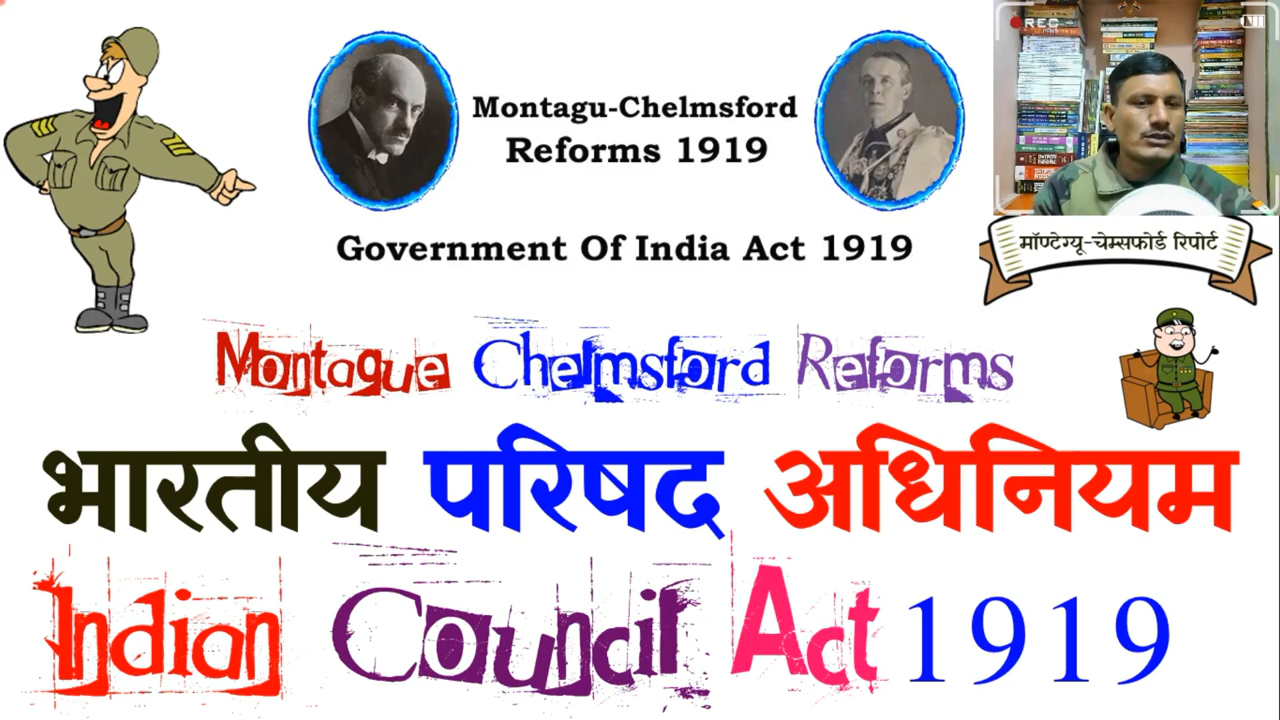 REC
Montagu-Chelmsford
Reforms 1919
Government Of India Act 1919
मॉण्टेग्यू-चेम्सफोर्ड रिपोर्ट
Montague Chelmsford Reforms
भारतीय परिषद अधिनियम
Indian Council Act 1919